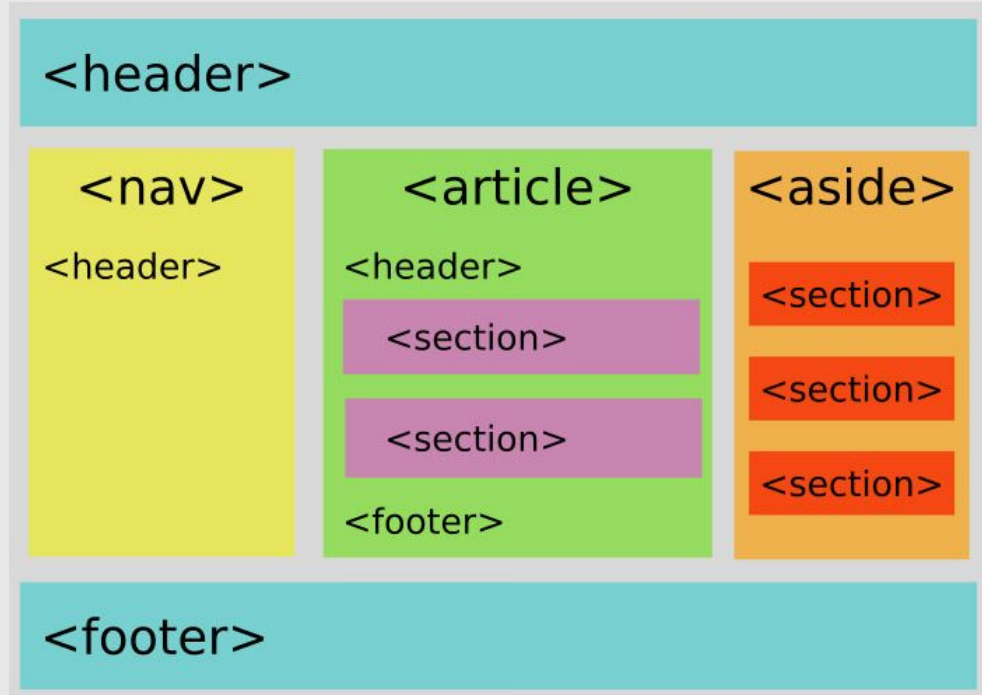 <header>
<nav>
<header>
<article>
<header>
<section>
<section>
<footer>
<aside>
<section>
<section>
<section>
<footer>